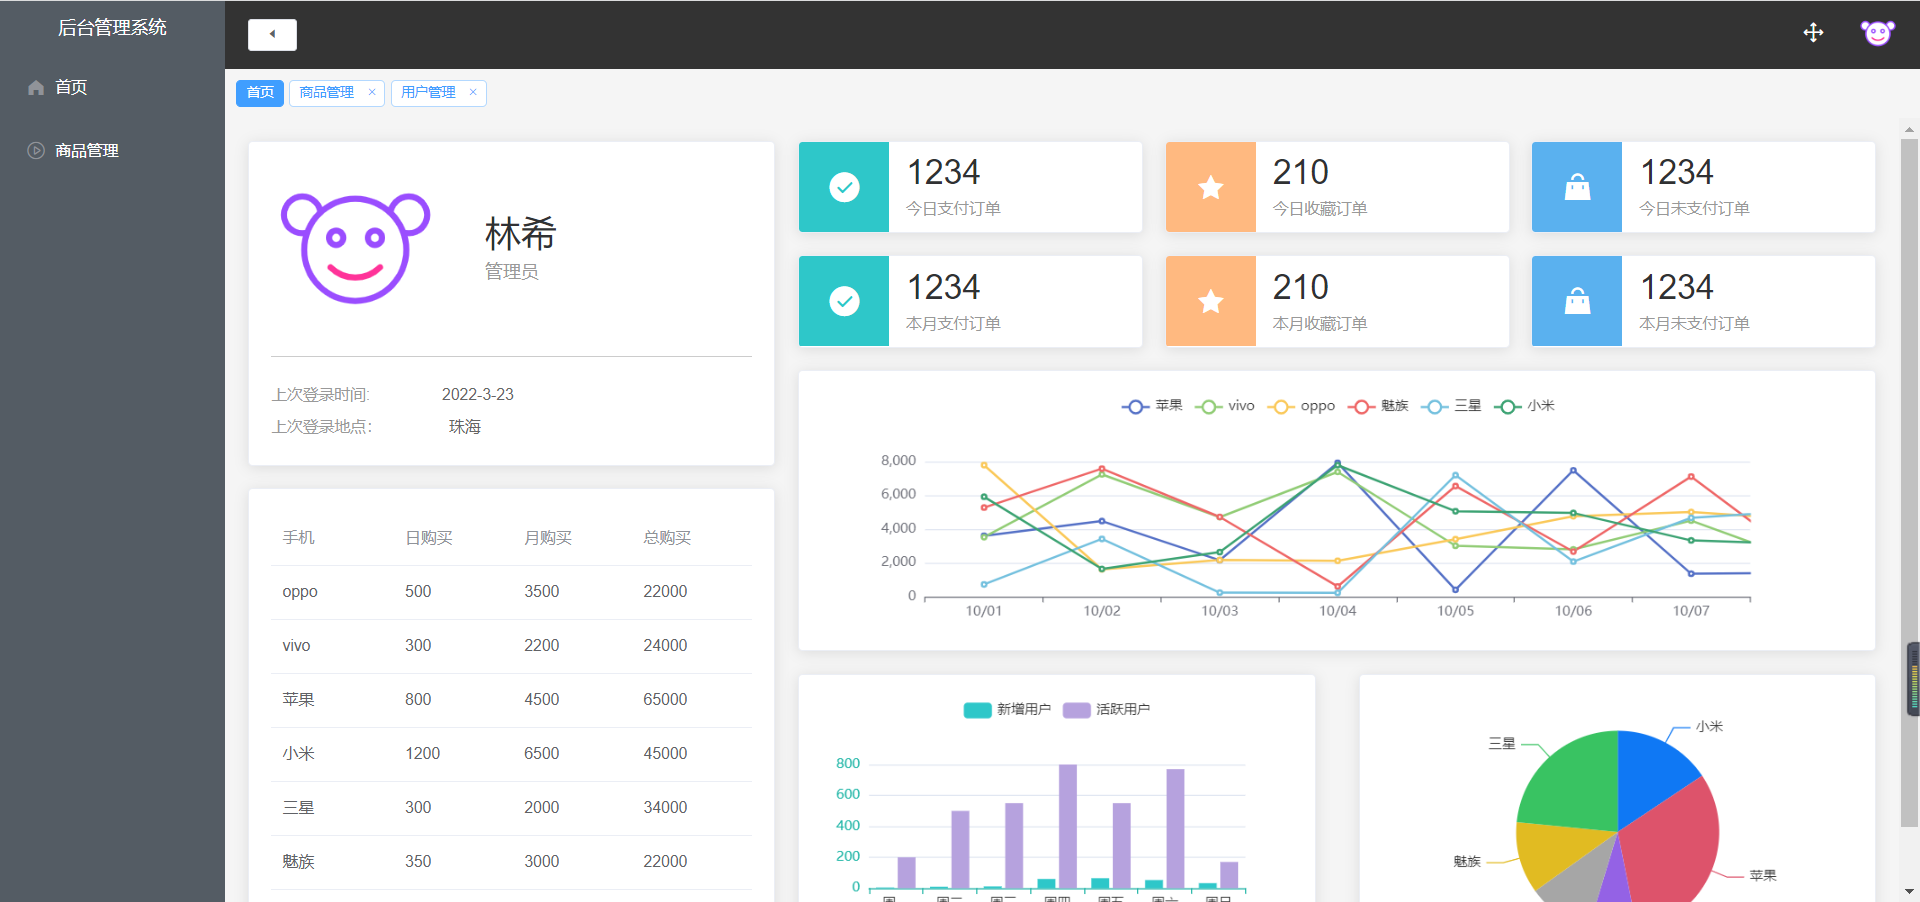 后台管理系统
首页
商品管理
首页
商品管理 ×
用户管理 ×
林希
管理员
上次登录时间: 2022-3-23
上次登录地点: 珠海
手机 日购买 月购买 总购买
oppo 500 3500 22000
vivo 300 2200 24000
苹果 800 4500 65000
小米 1200 6500 45000
三星 300 2000 34000
魅族 350 3000 22000
1234
今日支付订单
210
今日收藏订单
1234
今日未支付订单
1234
本月支付订单
210
本月收藏订单
1234
本月未支付订单
苹果 vivo oppo 魅族 三星 小米
8,000
6,000
4,000
2,000
0
10/01 10/02 10/03 10/04 10/05 10/06 10/07
新增用户 活跃用户
800
600
400
200
0
小米
三星
魅族
苹果